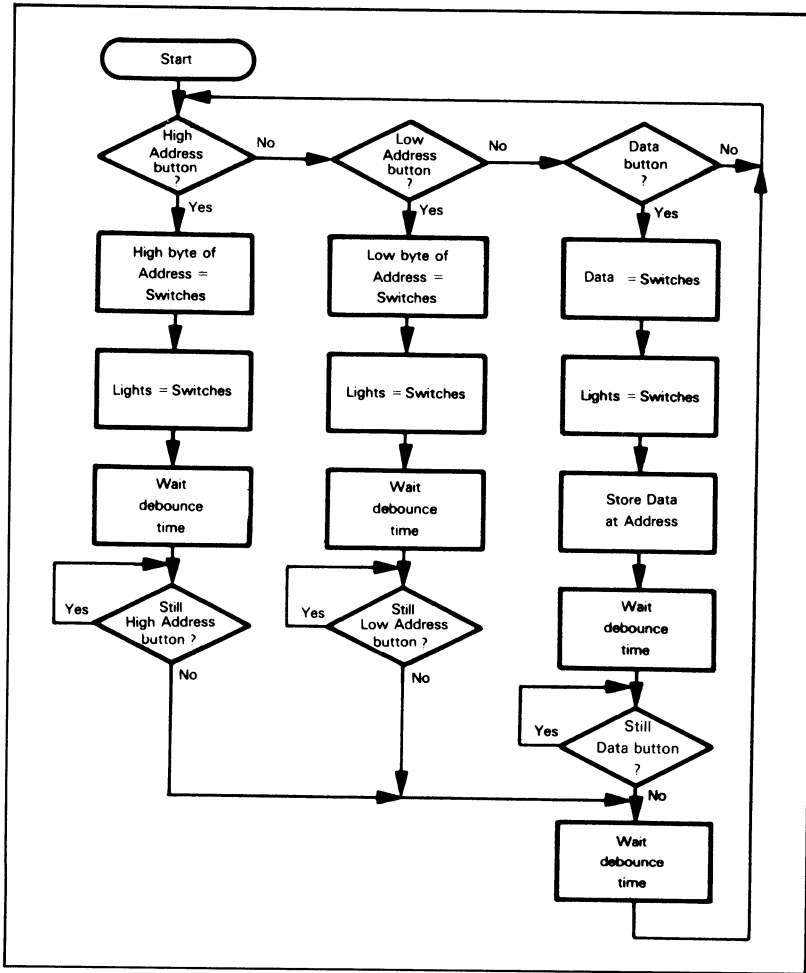 Start
High
Address
button
?
No
Low
Address
button
?
No
Data
button
?
No
Yes
Yes
Yes
High byte of
Address =
Switches
Low byte of
Address =
Switches
Data = Switches
Lights = Switches
Lights = Switches
Lights = Switches
Wait
debounce
time
Wait
debounce
time
Store Data
at Address
Yes
Still
High Address
button ?
No
Yes
Still
Low Address
button ?
No
Wait
debounce
time
Yes
Still
Data button
?
No
Wait
debounce
time